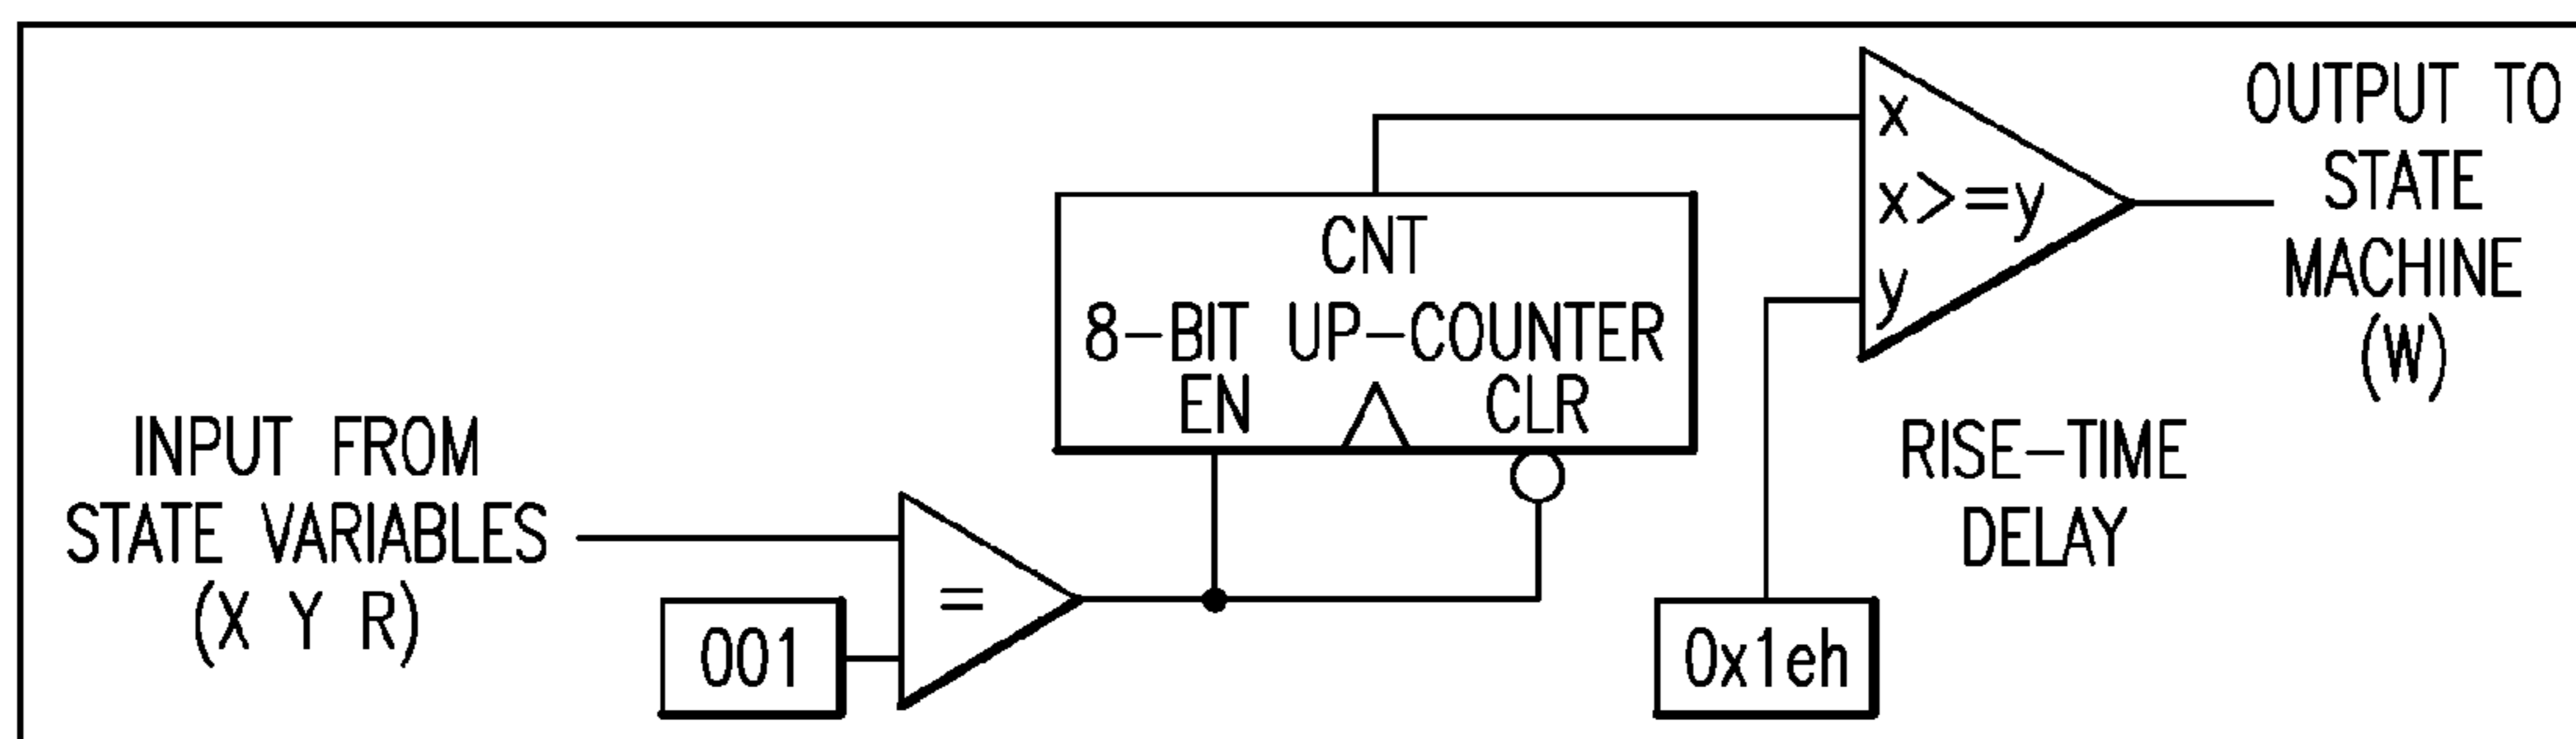 INPUT FROM
STATE VARIABLES
(X Y R)
001
=
CNT
8-BIT UP-COUNTER
EN CLR
x
x>=y
y
RISE-TIME
DELAY
0x1eh
OUTPUT TO
STATE
MACHINE
(W)